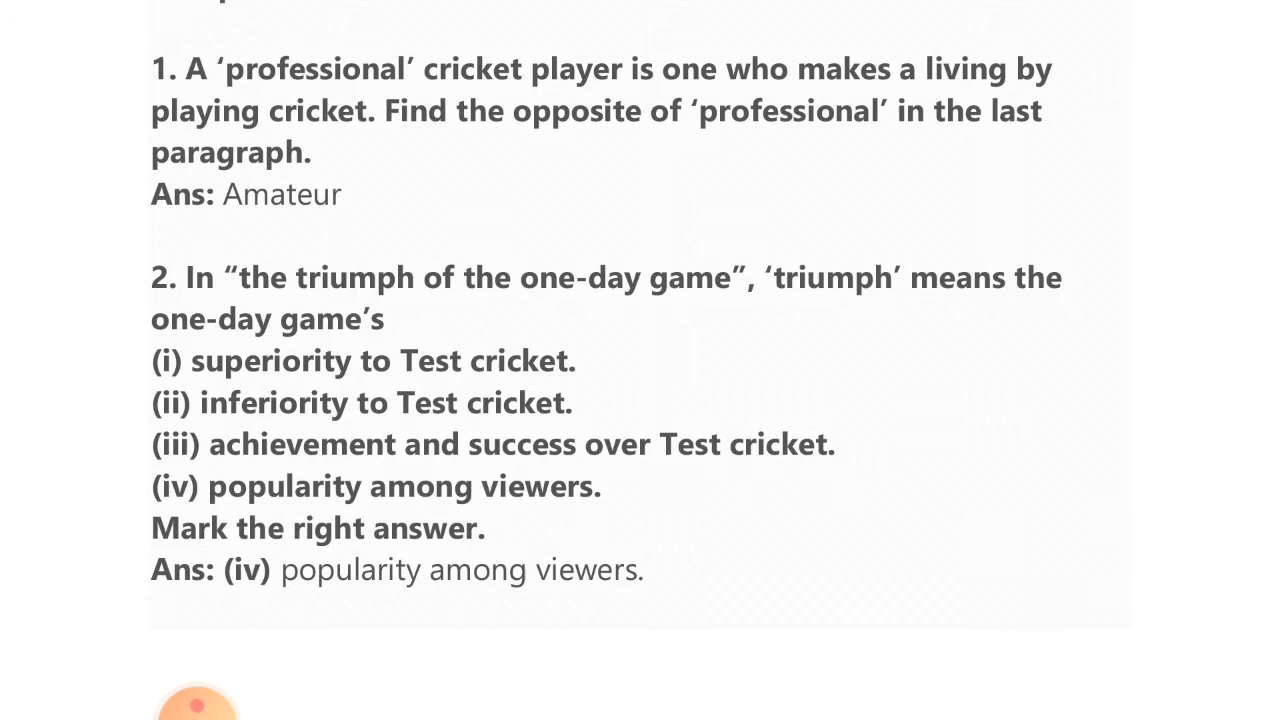 1. A ‘professional’ cricket player is one who makes a living by
playing cricket. Find the opposite of ‘professional’ in the last
paragraph.
Ans: Amateur
2. In “the triumph of the one-day game”, ‘triumph’ means the
one-day game’s
(i) superiority to Test cricket.
(ii) inferiority to Test cricket.
(iii) achievement and success over Test cricket.
(iv) popularity among viewers.
Mark the right answer.
Ans: (iv) popularity among viewers.